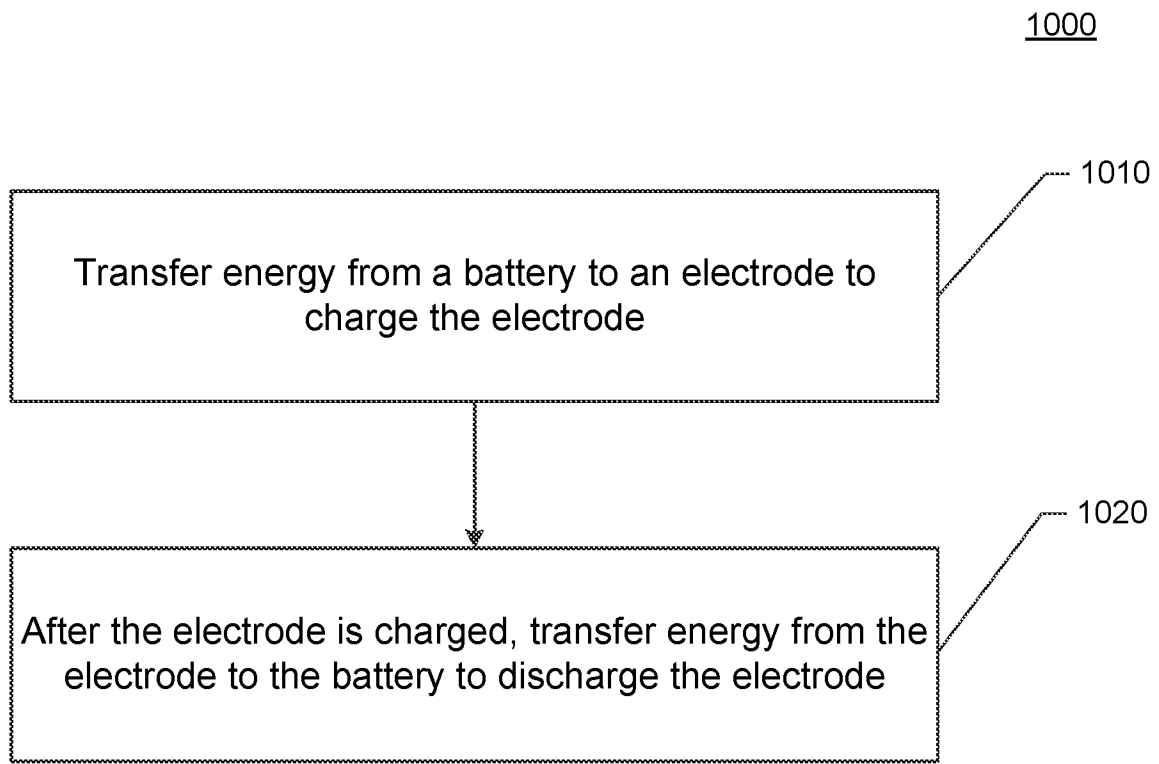 1000
1010
Transfer energy from a battery to an electrode to
charge the electrode
1020
After the electrode is charged, transfer energy from the
electrode to the battery to discharge the electrode